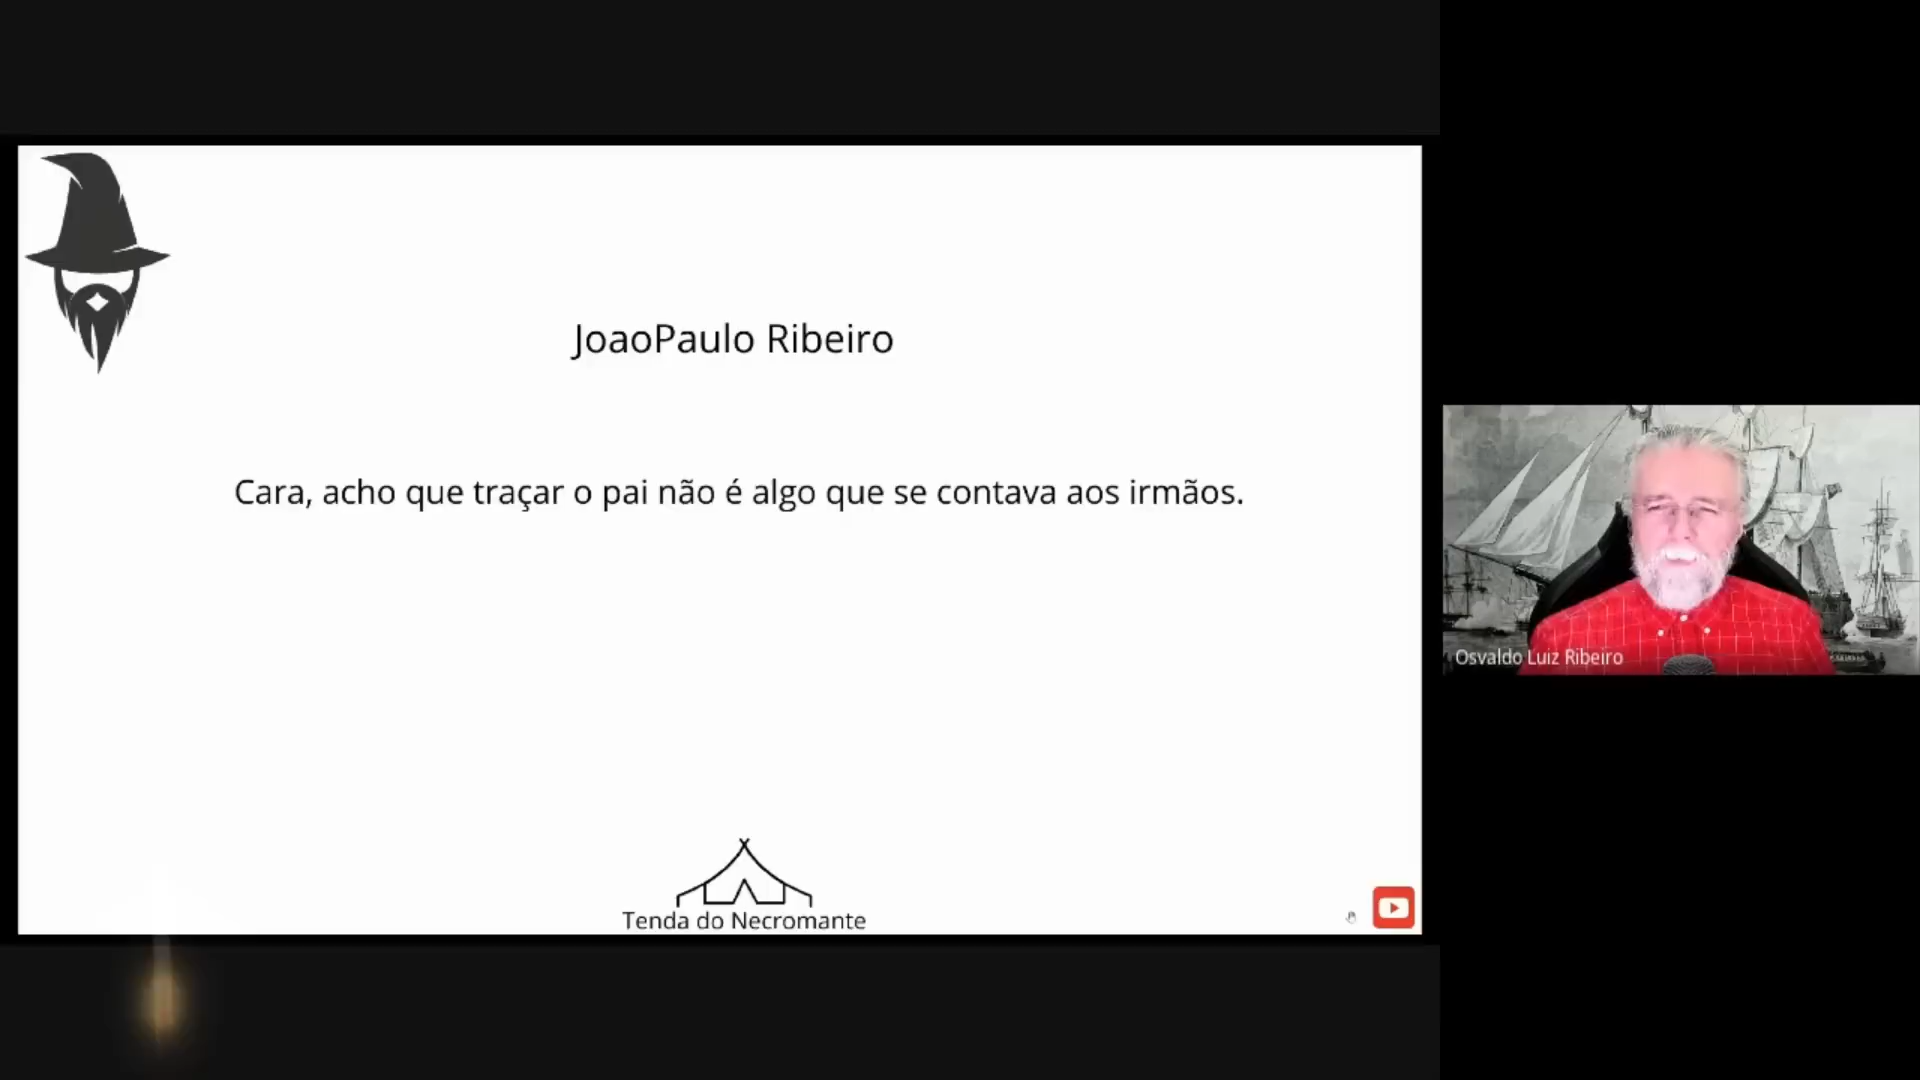 JoaoPaulo Ribeiro
Cara, acho que traçar o pai não é algo que se contava aos irmãos.
Osvaldo Luiz Ribeiro
Tenda do Necromante